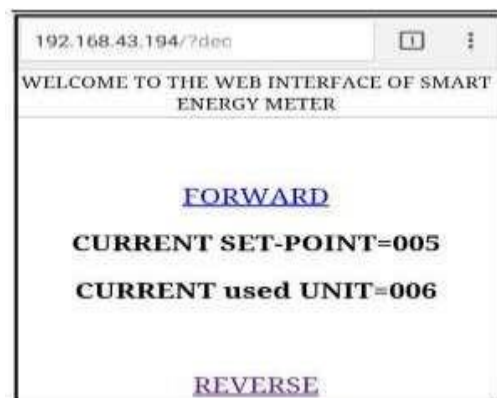 192.168.43.194/?dec
WELCOME TO THE WEB INTERFACE OF SMART
ENERGY METER
FORWARD
CURRENT SET-POINT=005
CURRENT used UNIT=006
REVERSE